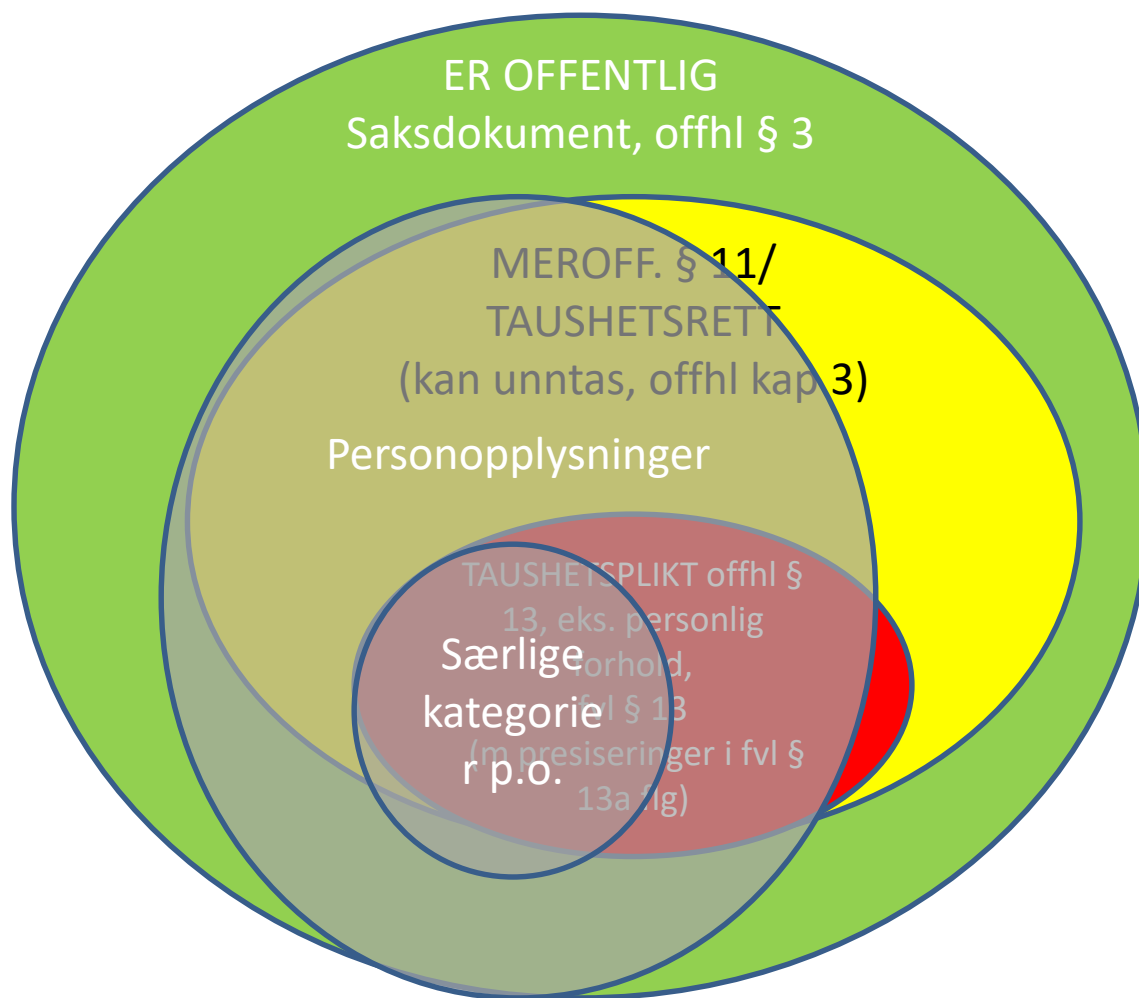 ER OFFENTLIG
Saksdokument, offhl § 3
MEROFF. § 11/
TAUSHETSRETT
(kan unntas, offhl kap 3)
Personopplysninger
TAUSHETSPLIKT offhl §
13, eks. personlig
forhold,
fvl § 13
(m presiseringer i fvl §
13a flg)
Særlige
kategorie
r p.o.